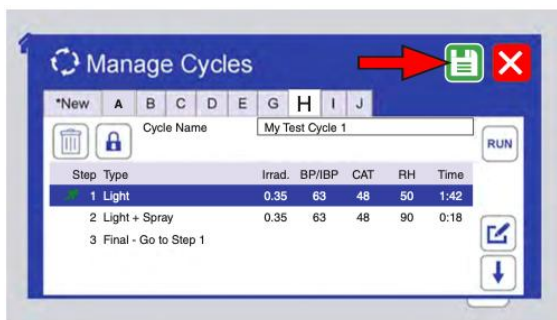 Manage Cycles
*New A B C D E G H I J
Cycle Name My Test Cycle 1
RUN
Step Type Irrad. BP/IBP CAT RH Time
1 Light 0.35 63 48 50 1:42
2 Light + Spray 0.35 63 48 90 0:18
3 Final - Go to Step 1